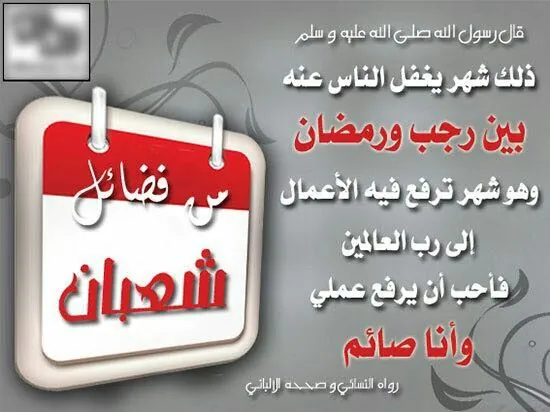 قال رسول الله صلى الله عليه و سلم
ذلك شهر يغفل الناس عنه
بين رجب ورمضان
وهو شهر ترفع فيه الأعمال
إلى رب العالمين
فأحب أن يرفع عملي
وأنا صائم
رواه النسائي و صححه الالباني
من فضائل
شعبان